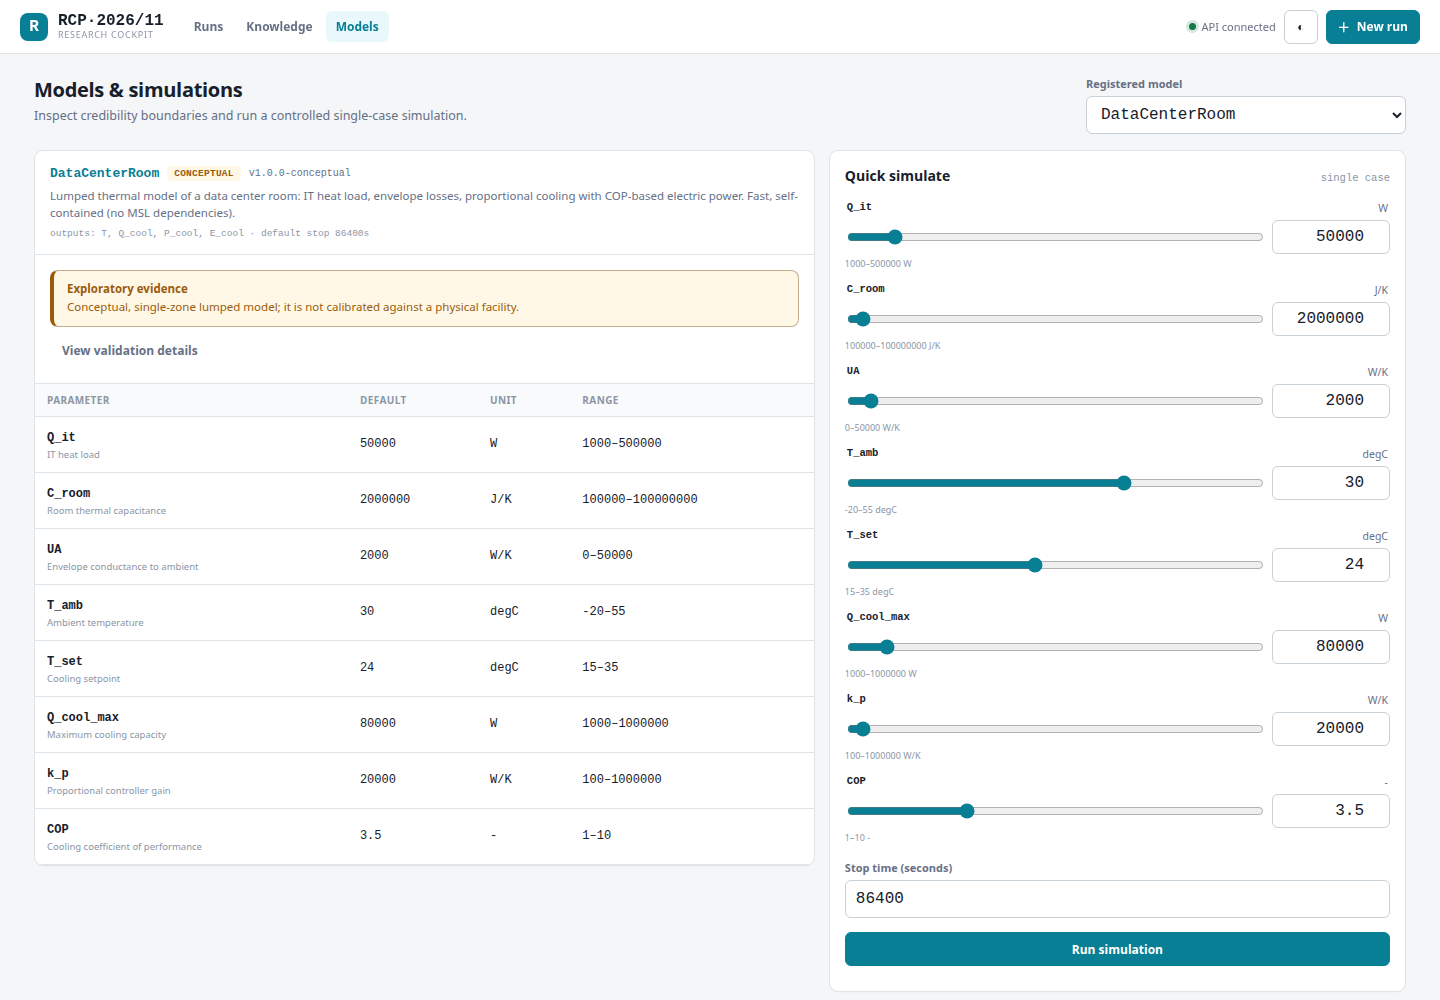 R
RCP·2026/11
RESEARCH COCKPIT
Runs
Knowledge
Models
API connected
+ New run
Models & simulations
Inspect credibility boundaries and run a controlled single-case simulation.
Registered model
DataCenterRoom
DataCenterRoom CONCEPTUAL v1.0.0-conceptual
Lumped thermal model of a data center room: IT heat load, envelope losses, proportional cooling with COP-based electric power. Fast, self-
contained (no MSL dependencies).
outputs: T, Q_cool, P_cool, E_cool · default stop 86400s
Exploratory evidence
Conceptual, single-zone lumped model; it is not calibrated against a physical facility.
View validation details
PARAMETER DEFAULT UNIT RANGE
Q_it
IT heat load
50000 W 1000–500000
C_room
Room thermal capacitance
2000000 J/K 100000–100000000
UA
Envelope conductance to ambient
2000 W/K 0–50000
T_amb
Ambient temperature
30 degC -20–55
T_set
Cooling setpoint
24 degC 15–35
Q_cool_max
Maximum cooling capacity
80000 W 1000–1000000
k_p
Proportional controller gain
20000 W/K 100–1000000
COP
Cooling coefficient of performance
3.5 - 1–10
Quick simulate single case
Q_it W
50000
1000–500000 W
C_room J/K
2000000
100000–100000000 J/K
UA W/K
2000
0–50000 W/K
T_amb degC
30
-20–55 degC
T_set degC
24
15–35 degC
Q_cool_max W
80000
1000–1000000 W
k_p W/K
20000
100–1000000 W/K
COP -
3.5
1–10 -
Stop time (seconds)
86400
Run simulation